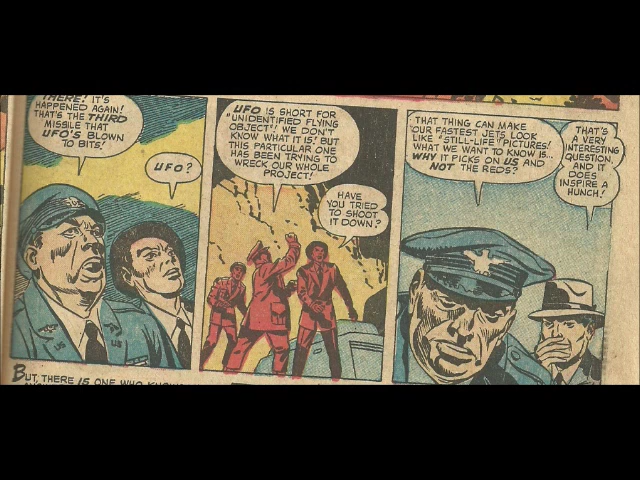 THERE! IT'S
HAPPENED AGAIN!
THAT'S THE THIRD
MISSILE THAT
UFO'S BLOWN
TO BITS!
UFO?
UFO IS SHORT FOR
"UNIDENTIFIED FLYING
OBJECT"! WE DON'T
KNOW WHAT IT IS! BUT
THIS PARTICULAR ONE
HAS BEEN TRYING TO
WRECK OUR WHOLE
PROJECT!
HAVE
YOU TRIED
TO SHOOT
IT DOWN?
THAT THING CAN MAKE
OUR FASTEST JETS LOOK
LIKE "STILL-LIFE" PICTURES!
WHAT WE WANT TO KNOW IS...
WHY IT PICKS ON US AND
NOT THE REDS?
THAT'S
A VERY
INTERESTING
QUESTION,
AND IT
DOES
INSPIRE A
HUNCH!
US
BUT, THERE IS ONE WHO